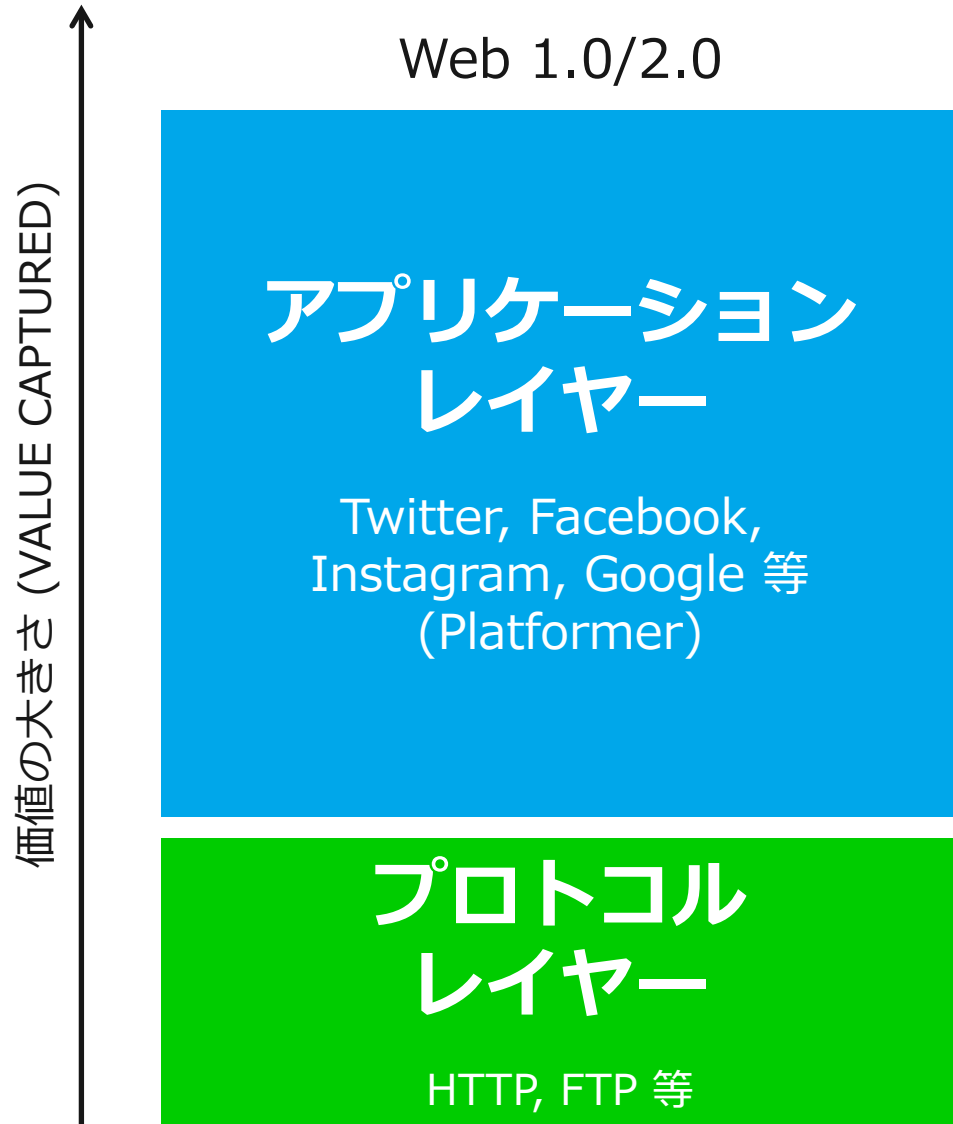 Web 1.0/2.0
価値の大きさ (VALUE CAPTURED)
アプリケーション
レイヤー
Twitter, Facebook,
Instagram, Google 等
(Platformer)
プロトコル
レイヤー
HTTP, FTP 等